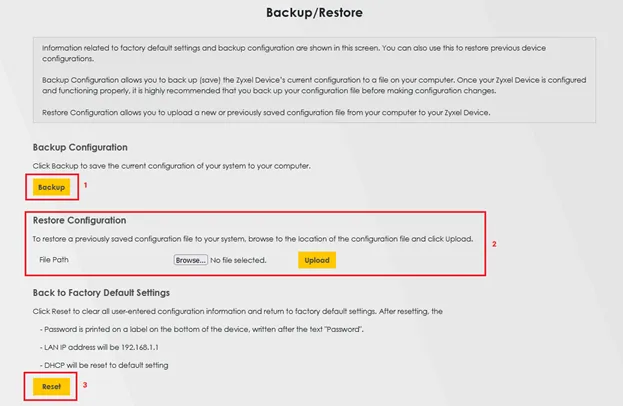 Backup/Restore
Information related to factory default settings and backup configuration are shown in this screen. You can also use this to restore previous device
configurations.
Backup Configuration allows you to back up (save) the Zyxel Device's current configuration to a file on your computer. Once your Zyxel Device is configured
and functioning properly, it is highly recommended that you back up your configuration file before making configuration changes.
Restore Configuration allows you to upload a new or previously saved configuration file from your computer to your Zyxel Device.
Backup Configuration
Click Backup to save the current configuration of your system to your computer.
Backup 1
Restore Configuration
To restore a previously saved configuration file to your system, browse to the location of the configuration file and click Upload.
2
File Path Browse... No file selected. Upload
Back to Factory Default Settings
Click Reset to clear all user-entered configuration information and return to factory default settings. After resetting, the
- Password is printed on a label on the bottom of the device, written after the text "Password".
- LAN IP address will be 192.168.1.1
- DHCP will be reset to default setting
Reset 3